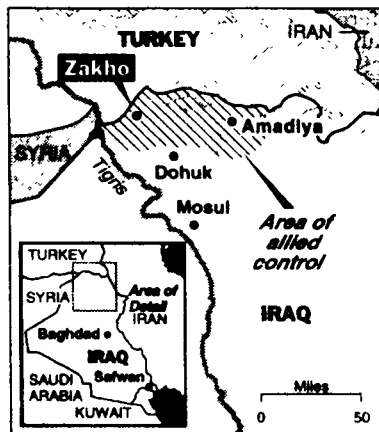 TURKEY
IRAN
Zakho
Amadiya
SYRIA
Tigris
Dohuk
Mosul
Area of
allied
control
IRAQ
TURKEY
SYRIA
Area of
Detail
IRAN
Baghdad
IRAQ
Safwan
SAUDI
ARABIA
KUWAIT
Miles
0
50